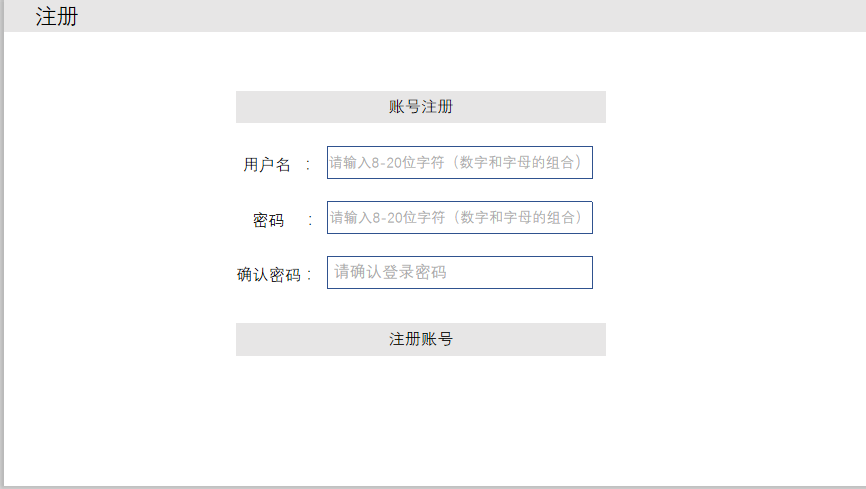 注册
账号注册
用户名 : 请输入8-20位字符（数字和字母的组合）
密码 : 请输入8-20位字符（数字和字母的组合）
确认密码 : 请确认登录密码
注册账号